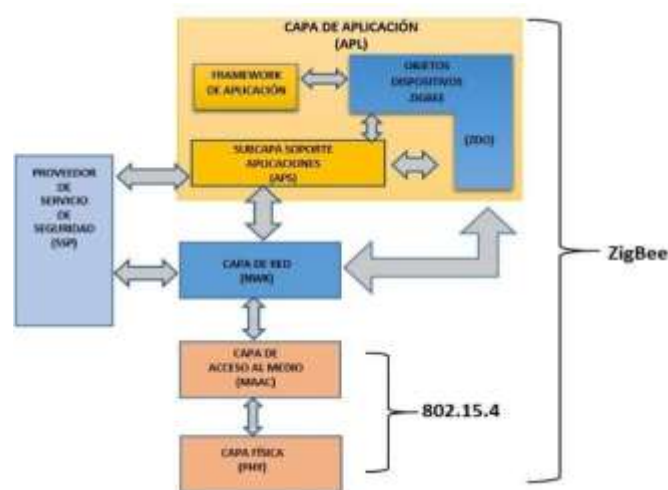 CAPA DE APLICACIÓN
(APL)
FRAMEWORK
DE APLICACIÓN
OBJETOS
DISPOSITIVOS
ZIGBEE
(ZDO)
SUBCAPA SOPORTE
APLICACIONES
(APS)
PROVEEDOR
DE
SERVICIO
DE
SEGURIDAD
(SSP)
CAPA DE RED
(NWK)
ZigBee
CAPA DE
ACCESO AL MEDIO
(MAAC)
802.15.4
CAPA FÍSICA
(PHY)